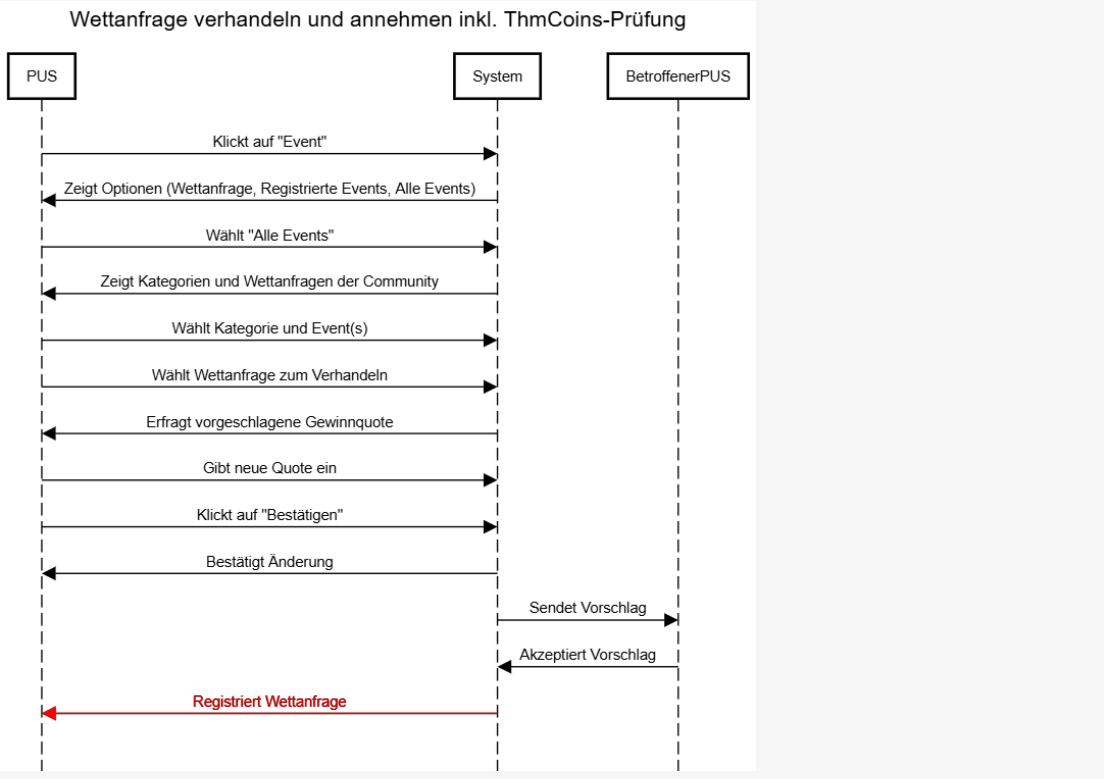 Wettanfrage verhandeln und annehmen inkl. ThmCoins-Prüfung
PUS
System
BetroffenerPUS
Klickt auf "Event"
Zeigt Optionen (Wettanfrage, Registrierte Events, Alle Events)
Wählt "Alle Events"
Zeigt Kategorien und Wettanfragen der Community
Wählt Kategorie und Event(s)
Wählt Wettanfrage zum Verhandeln
Erfragt vorgeschlagene Gewinnquote
Gibt neue Quote ein
Klickt auf "Bestätigen"
Bestätigt Änderung
Sendet Vorschlag
Akzeptiert Vorschlag
Registriert Wettanfrage